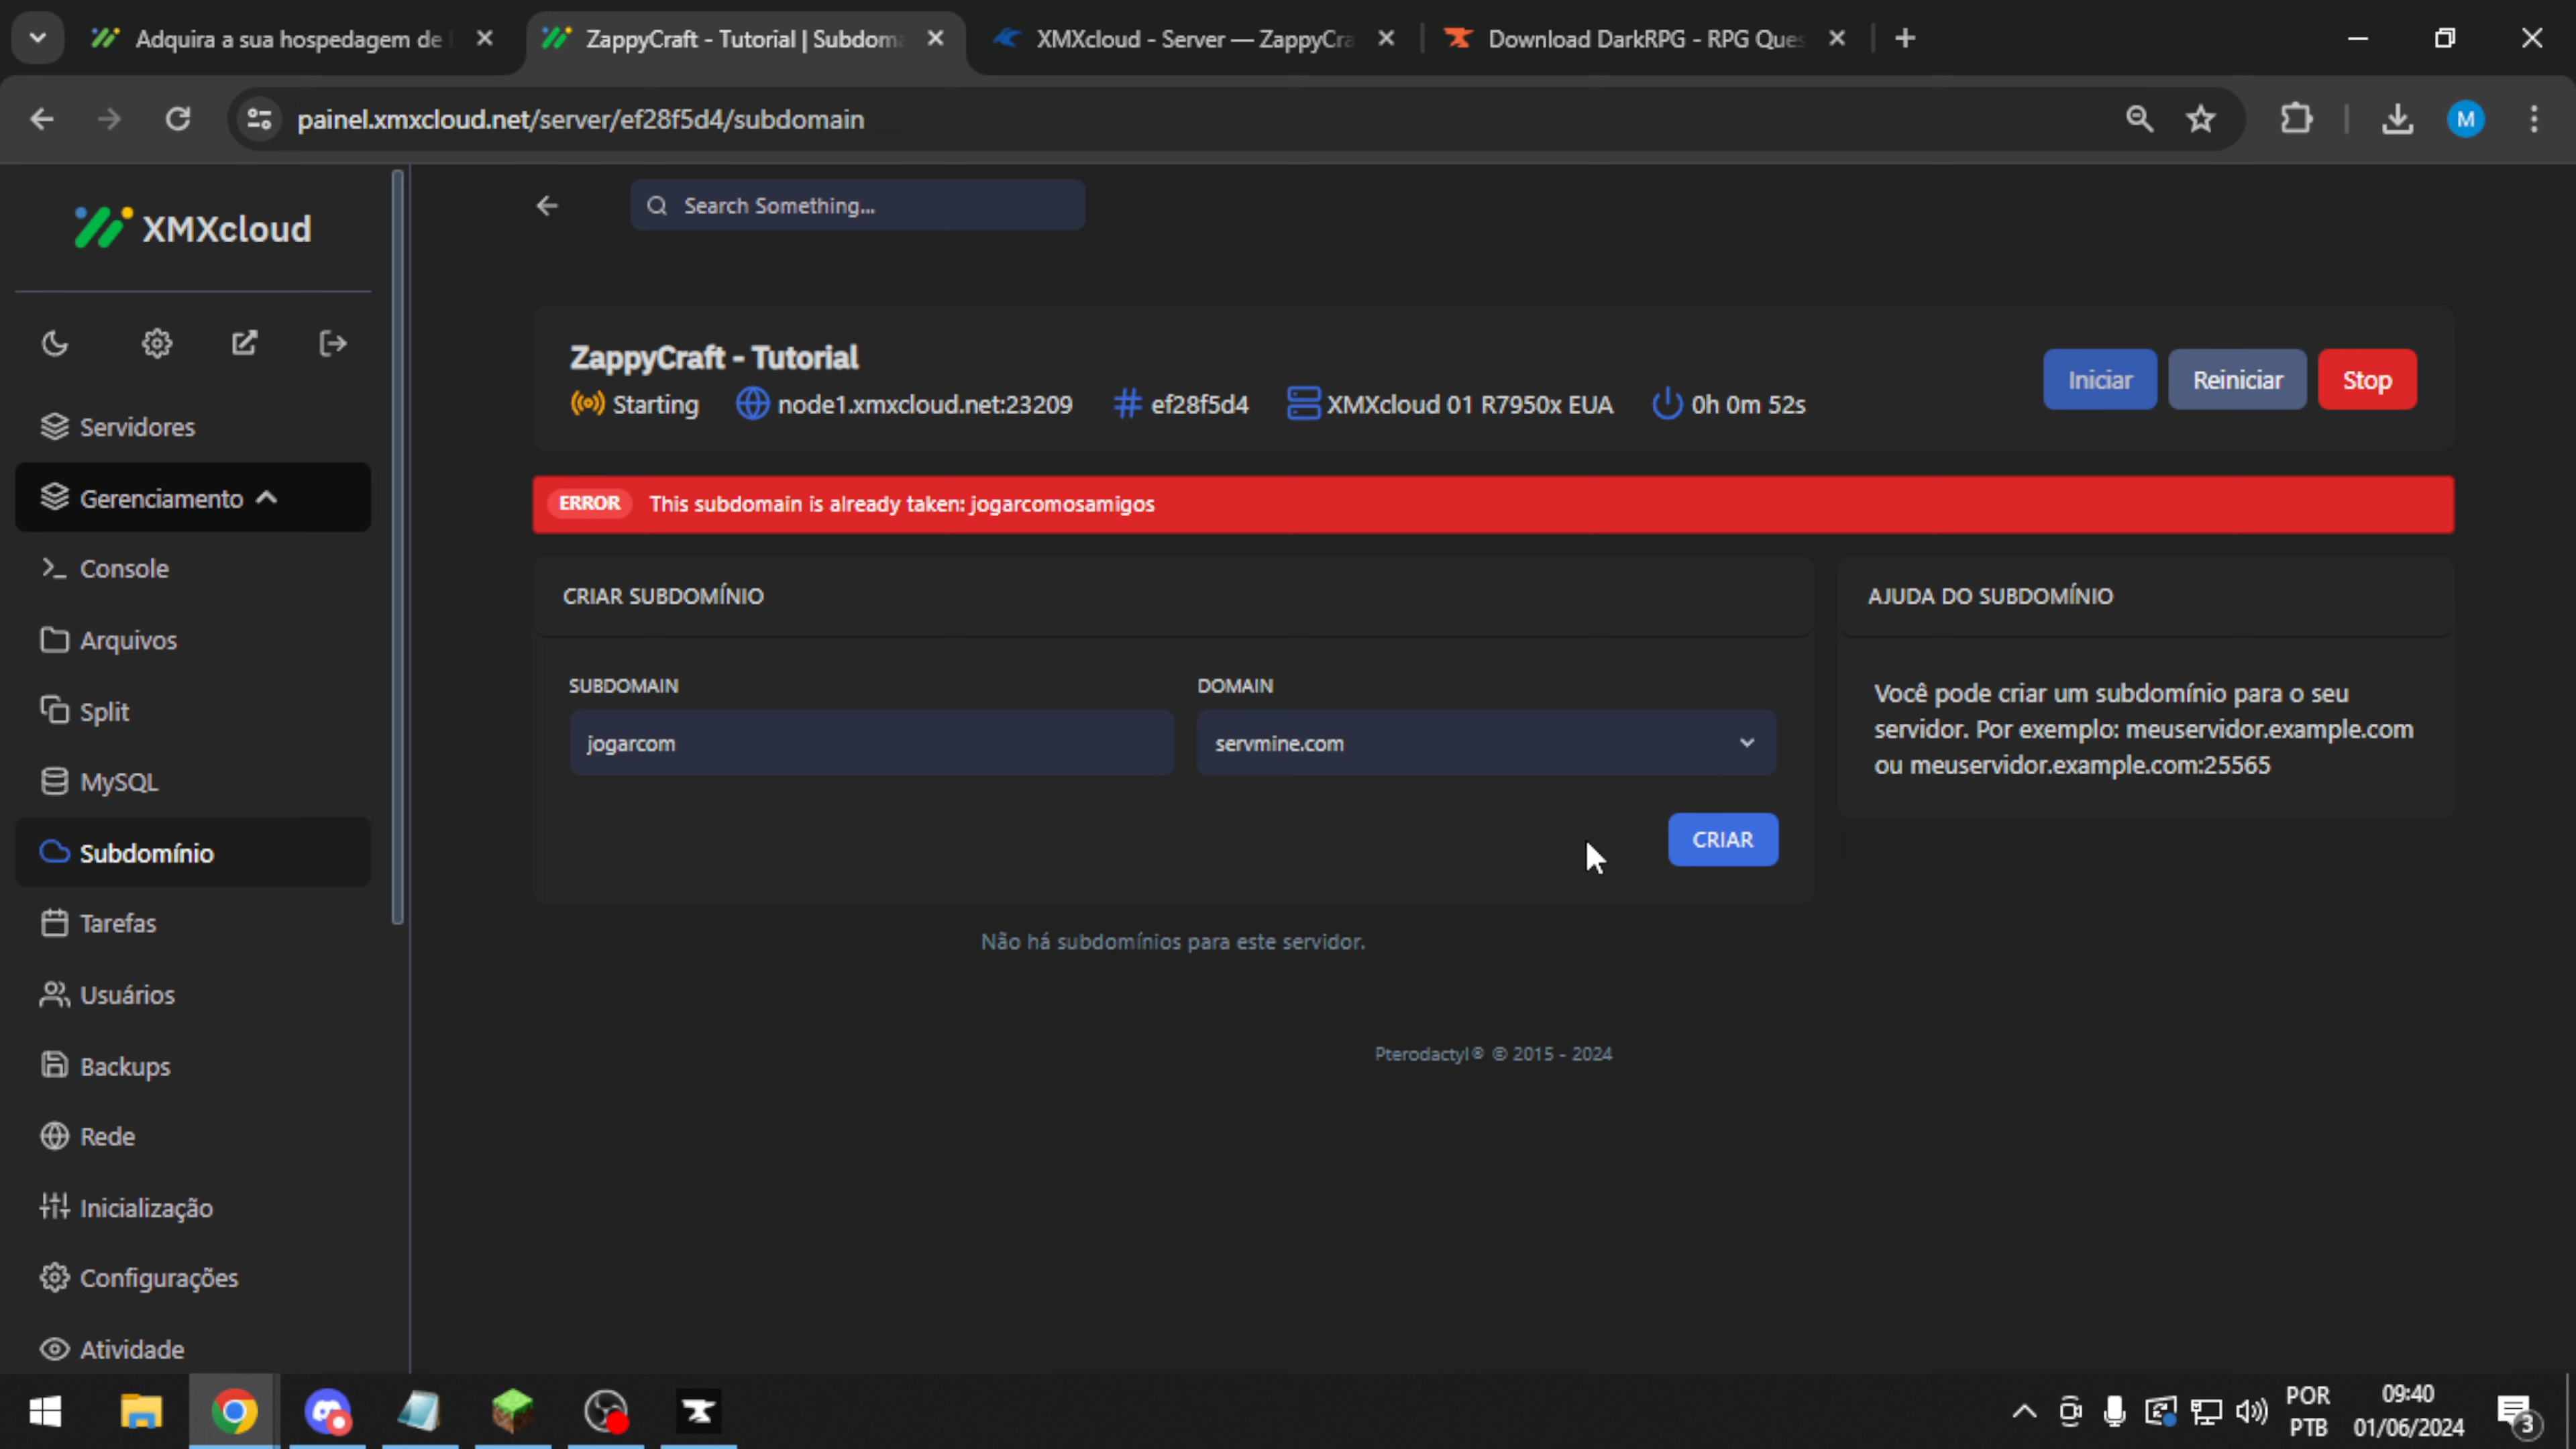 Adquira a sua hospedagem de
ZappyCraft - Tutorial | Subdom
XMXcloud - Server — ZappyCra
Download DarkRPG - RPG Ques
painel.xmxcloud.net/server/ef28f5d4/subdomain
M
XMXcloud
Search Something...
Servidores
Gerenciamento
Console
Arquivos
Split
MySQL
Subdomínio
Tarefas
Usuários
Backups
Rede
Inicialização
Configurações
Atividade
ZappyCraft - Tutorial
Starting
node1.xmxcloud.net:23209
ef28f5d4
XMXcloud 01 R7950x EUA
0h 0m 52s
Iniciar
Reiniciar
Stop
ERROR This subdomain is already taken: jogarcomosamigos
CRIAR SUBDOMÍNIO
SUBDOMAIN
jogarcom
DOMAIN
servmine.com
CRIAR
Não há subdomínios para este servidor.
AJUDA DO SUBDOMÍNIO
Você pode criar um subdomínio para o seu
servidor. Por exemplo: meuservidor.example.com
ou meuservidor.example.com:25565
Pterodactyl® © 2015 - 2024
POR
PTB
09:40
01/06/2024
3